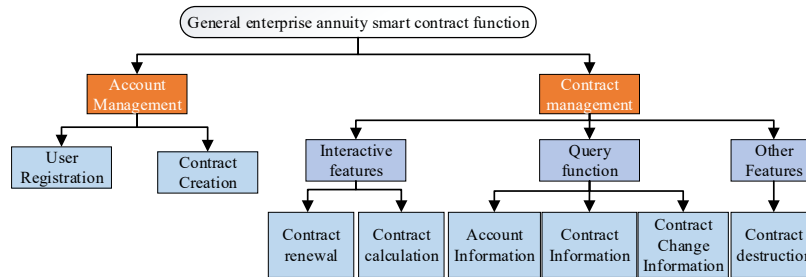 General enterprise annuity smart contract function
Account
Management
Contract
management
User
Registration
Contract
Creation
Interactive
features
Query
function
Other
Features
Contract
renewal
Contract
calculation
Account
Information
Contract
Information
Contract
Change
Information
Contract
destruction